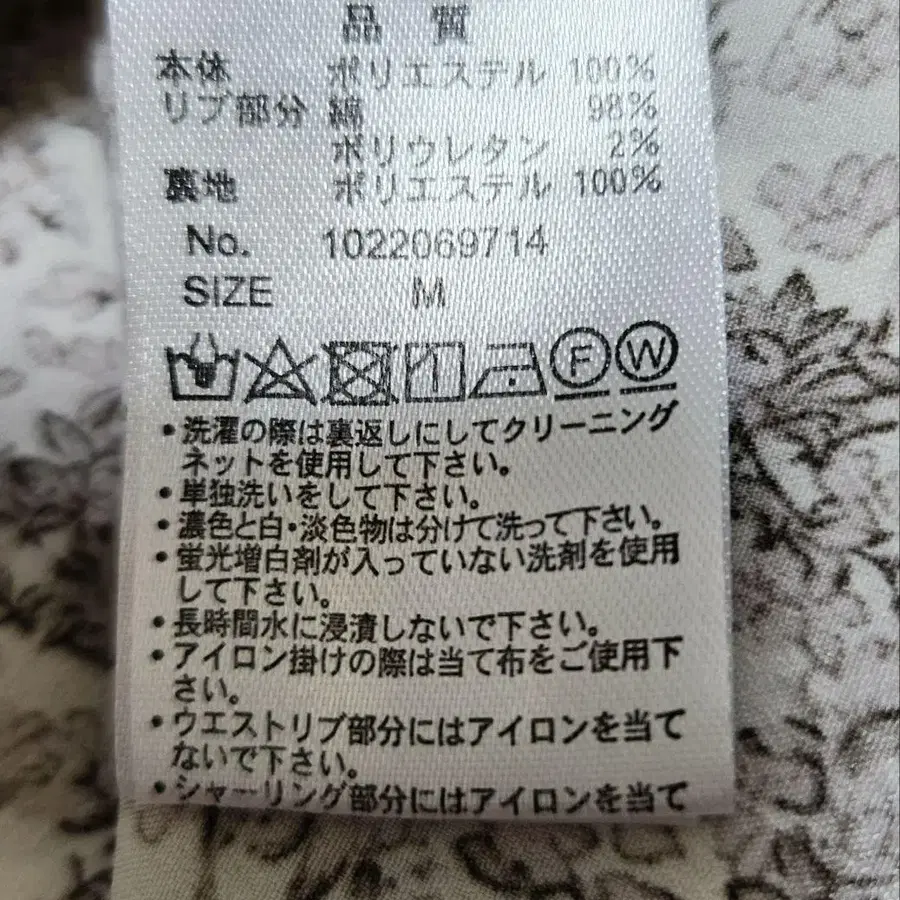 品質
本体 ポリエステル 100%
リブ部分 綿 98%
ポリウレタン 2%
裏地 ポリエステル 100%
No. 1022069714
SIZE M
F W
・洗濯の際は裏返しにしてクリーニング
ネットを使用して下さい。
・単独洗いをして下さい。
・濃色と白・淡色物は分けて洗って下さい。
・蛍光増白剤が入っていない洗剤を使用
して下さい。
・長時間水に浸漬しないで下さい。
・アイロン掛けの際は当て布をご使用下
さい。
・ウエストリブ部分にはアイロンを当て
ないで下さい。
・シャーリング部分にはアイロンを当て